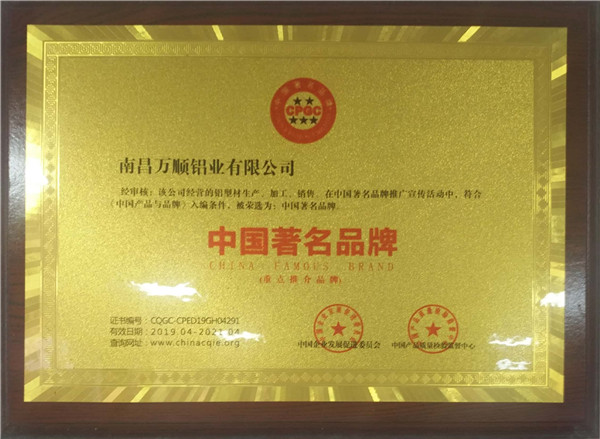 CPGC
南昌万顺铝业有限公司
经审核：该公司经营的铝型材生产、加工、销售，在中国著名品牌推广宣传活动中，符合
《中国产品与品牌》入编条件，被荣选为：中国著名品牌。
中国著名品牌
CHINA FAMOUS BRAND
(重点推介品牌)
证书编号：CQGC-CPED19GH04291
有效日期：2019.04-2021.04
查询网址：www.chinacqie.org
中国企业发展促进委员会
中国产品质量检验监督中心